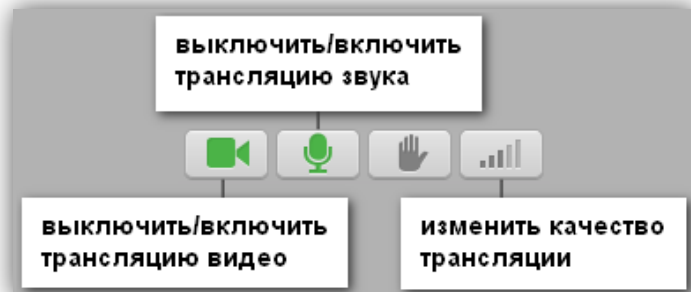 выключить/включить
трансляцию звука
выключить/включить
трансляцию видео
изменить качество
трансляции